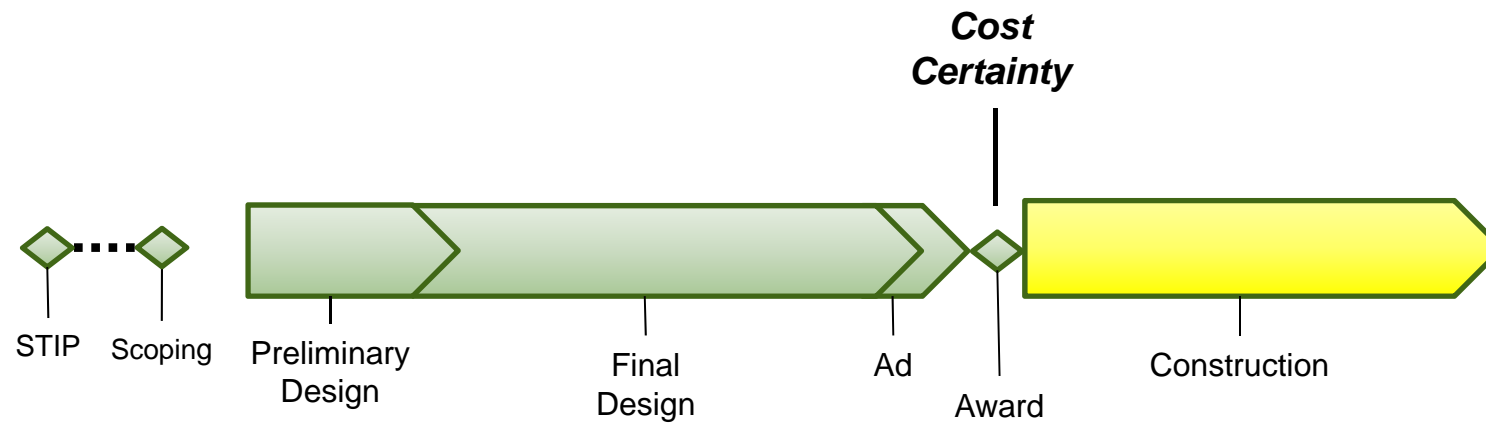 Cost
Certainty
STIP
Scoping
Preliminary
Design
Final
Design
Ad
Award
Construction